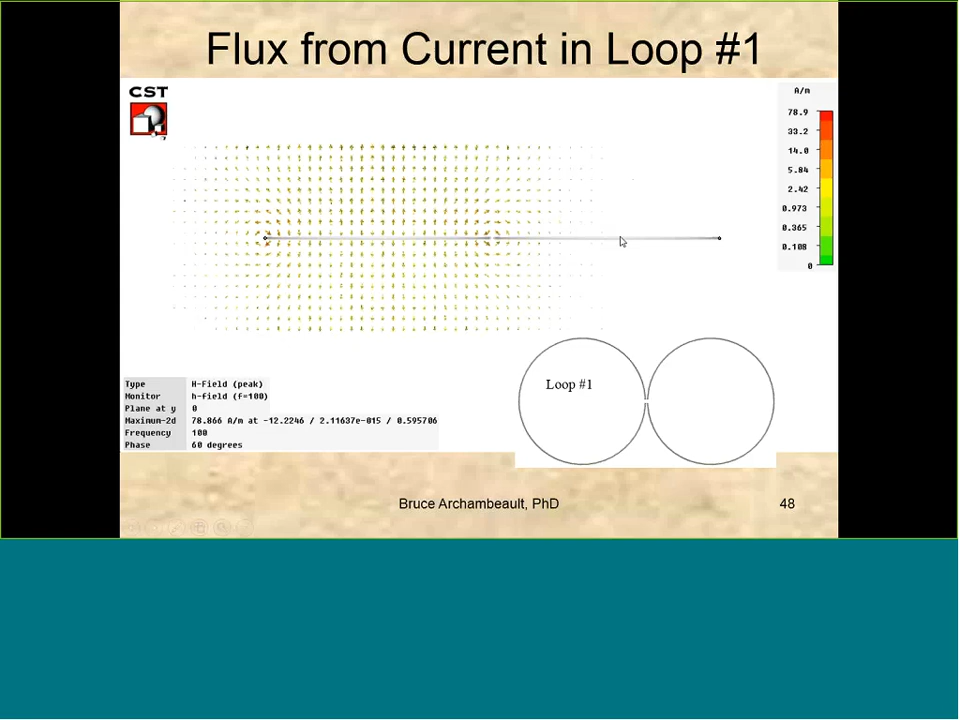 Flux from Current in Loop #1
CST
A/m
78.9
33.2
14.0
5.84
2.42
0.973
0.365
0.108
0
Loop #1
Type H-Field (peak)
Monitor h-field (f=100)
Plane at y 0
Maximum-2d 78.866 A/m at -12.2246 / 2.11637e-015 / 0.595706
Frequency 100
Phase 60 degrees
Bruce Archambeault, PhD
48